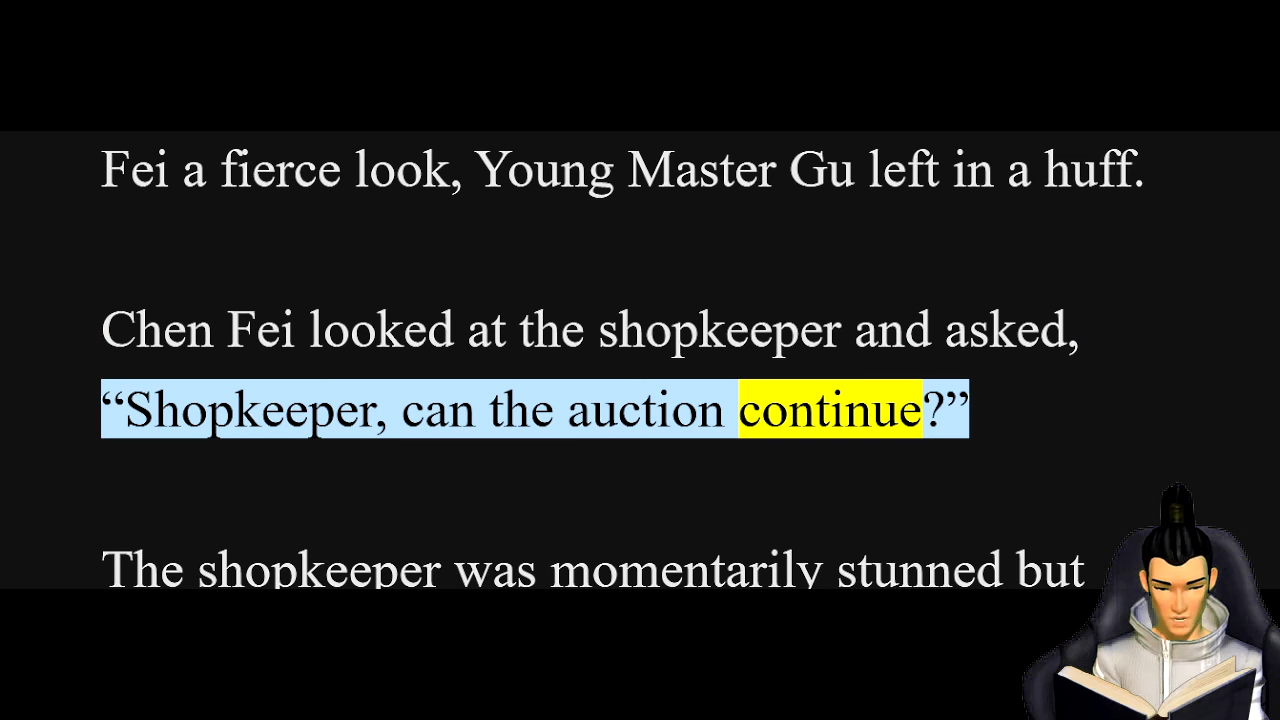 Fei a fierce look, Young Master Gu left in a huff.
Chen Fei looked at the shopkeeper and asked,
“Shopkeeper, can the auction continue?”
The shopkeeper was momentarily stunned but